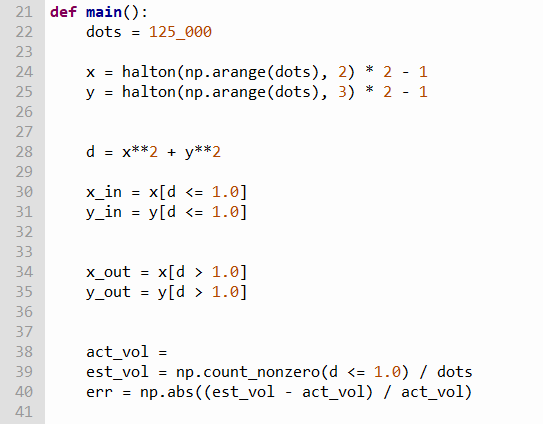 21 def main():
22     dots = 125_000
23
24     x = halton(np.arange(dots), 2) * 2 - 1
25     y = halton(np.arange(dots), 3) * 2 - 1
26
27
28     d = x**2 + y**2
29
30     x_in = x[d <= 1.0]
31     y_in = y[d <= 1.0]
32
33
34     x_out = x[d > 1.0]
35     y_out = y[d > 1.0]
36
37
38     act_vol =
39     est_vol = np.count_nonzero(d <= 1.0) / dots
40     err = np.abs((est_vol - act_vol) / act_vol)
41